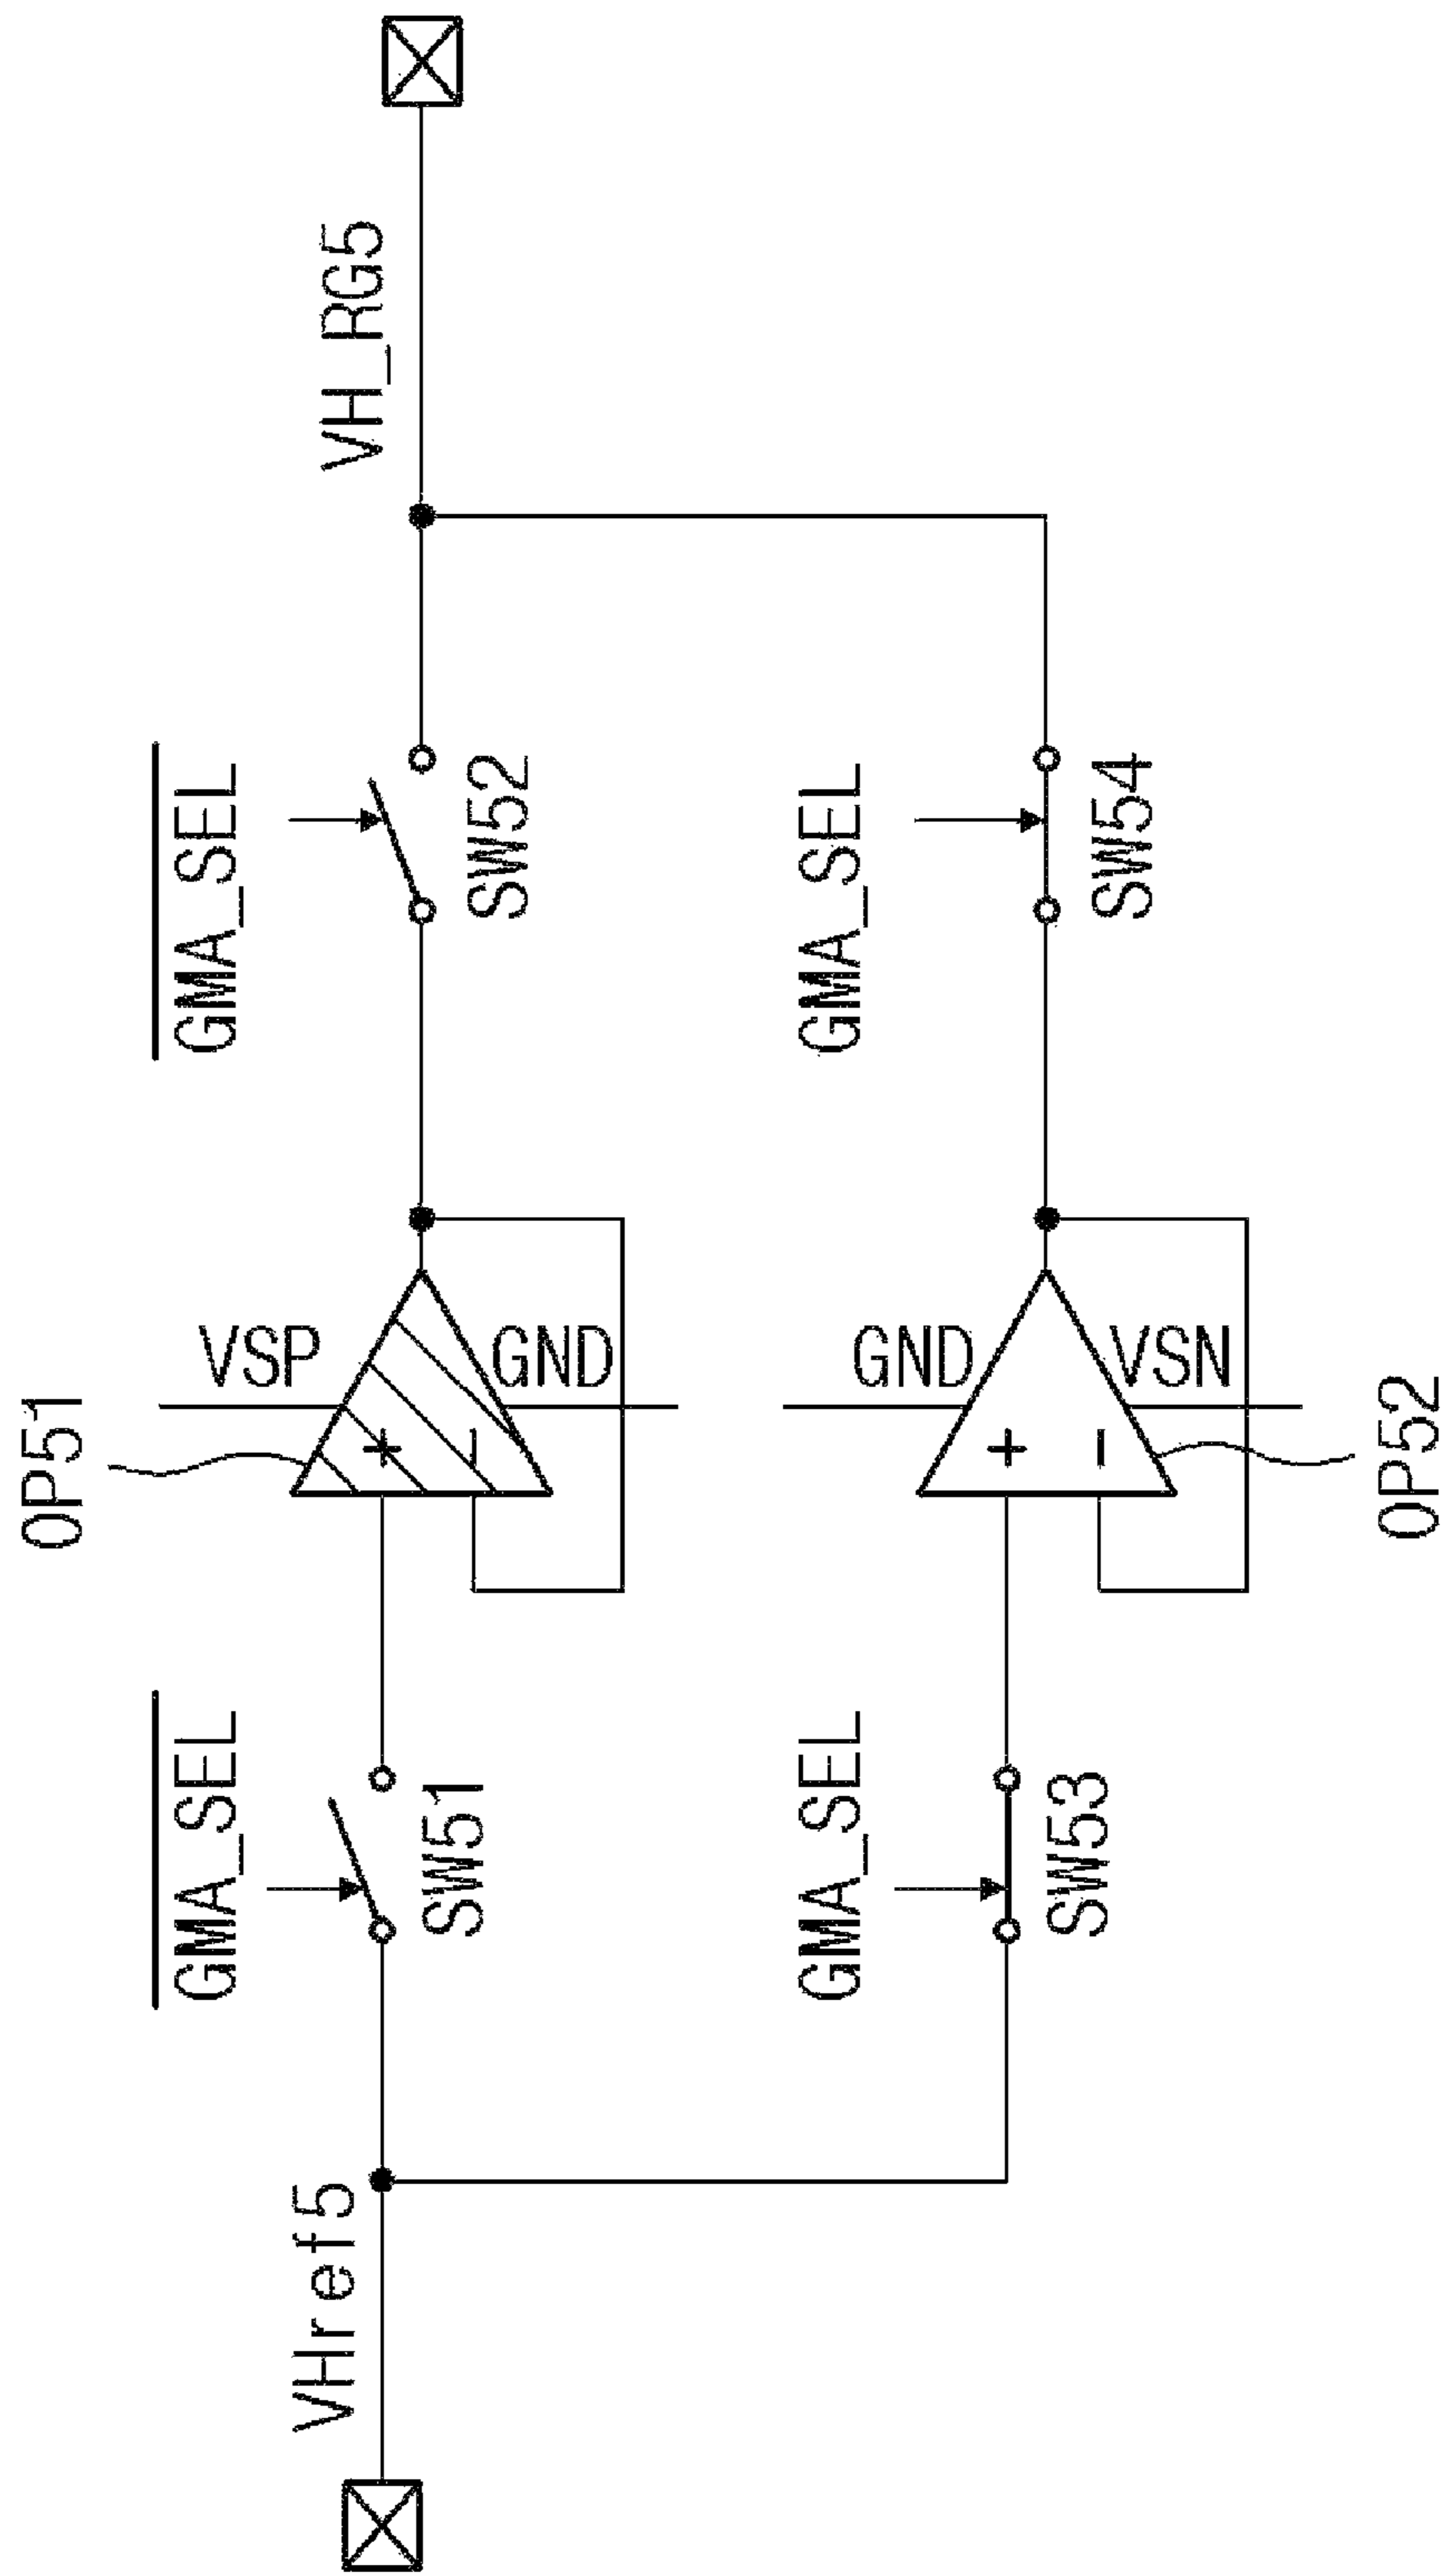 OP51
GMA_SEL
GMA_SEL
VSP
GND
VHref5
SW51
SW52
VH_RG5
GMA_SEL
GMA_SEL
GND
VSN
SW53
SW54
OP52
+
-
+
-